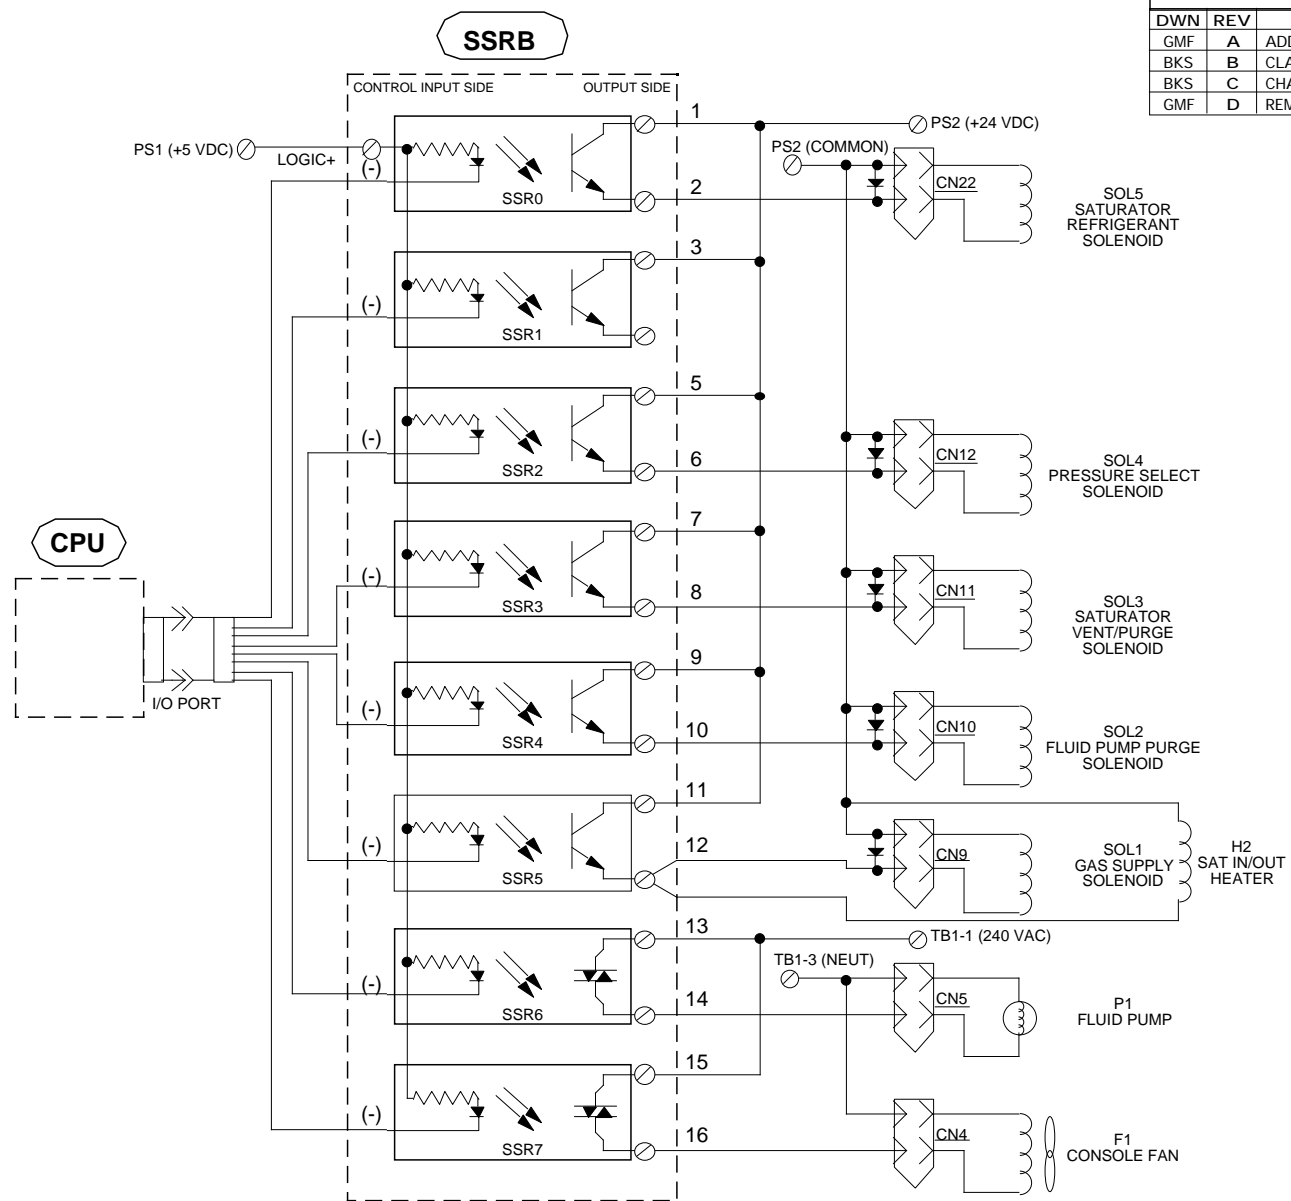 SSRB
DWN REV
GMF A ADD
BKS B CLA
BKS C CHA
GMF D REM
CONTROL INPUT SIDE OUTPUT SIDE
PS1 (+5 VDC)
LOGIC+
(-)
SSR0
1
2
PS2 (+24 VDC)
PS2 (COMMON)
CN22
SOL5
SATURATOR
REFRIGERANT
SOLENOID
(-)
SSR1
3
(-)
SSR2
5
6
CN12
SOL4
PRESSURE SELECT
SOLENOID
CPU
I/O PORT
(-)
SSR3
7
8
CN11
SOL3
SATURATOR
VENT/PURGE
SOLENOID
(-)
SSR4
9
10
CN10
SOL2
FLUID PUMP PURGE
SOLENOID
(-)
SSR5
11
12
CN9
SOL1
GAS SUPPLY
SOLENOID
H2
SAT IN/OUT
HEATER
(-)
SSR6
13
14
TB1-1 (240 VAC)
TB1-3 (NEUT)
CN5
P1
FLUID PUMP
(-)
SSR7
15
16
CN4
F1
CONSOLE FAN